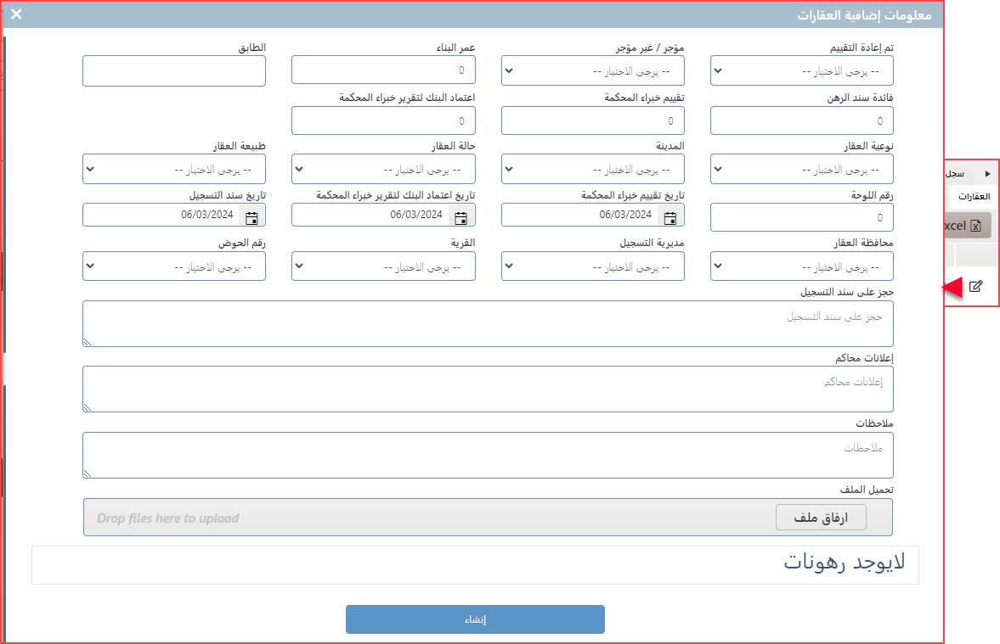 معلومات إضافية العقارات
تم إعادة التقييم مؤجر / غير مؤجر عمر البناء الطابق
-- يرجى الاختيار -- -- يرجى الاختيار -- 0
فائدة سند الرهن تقييم خبراء المحكمة اعتماد البنك لتقرير خبراء المحكمة
0 0 0
نوعية العقار المدينة حالة العقار طبيعة العقار
-- يرجى الاختيار -- -- يرجى الاختيار -- -- يرجى الاختيار -- -- يرجى الاختيار --
رقم اللوحة تاريخ تقييم خبراء المحكمة تاريخ اعتماد البنك لتقرير خبراء المحكمة تاريخ سند التسجيل
0 06/03/2024 06/03/2024 06/03/2024
محافظة العقار مديرية التسجيل القرية رقم الحوض
-- يرجى الاختيار -- -- يرجى الاختيار -- -- يرجى الاختيار -- -- يرجى الاختيار --
حجز على سند التسجيل
حجز على سند التسجيل
إعلانات محاكم
إعلانات محاكم
ملاحظات
ملاحظات
تحميل الملف
ارفاق ملف Drop files here to upload
لايوجد رهونات
إنشاء
سجل
العقارات
xcel